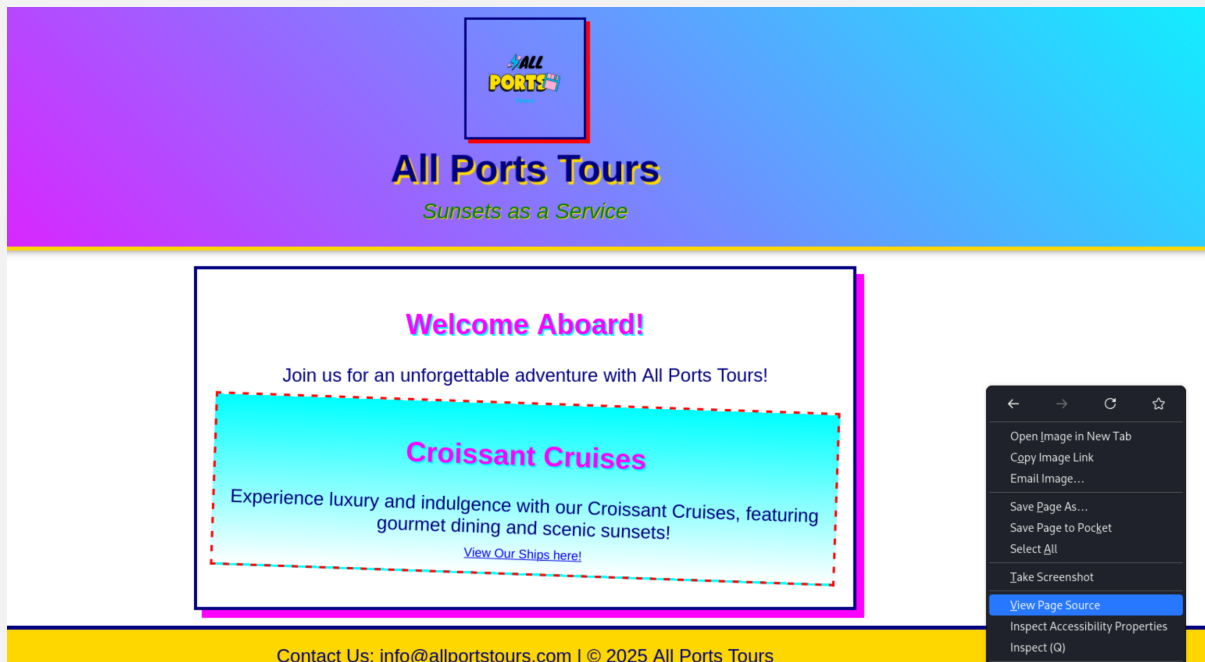 ALL
PORTS
All Ports Tours
Sunsets as a Service
Welcome Aboard!
Join us for an unforgettable adventure with All Ports Tours!
Croissant Cruises
Experience luxury and indulgence with our Croissant Cruises, featuring
gourmet dining and scenic sunsets!
View Our Ships here!
Contact Us: info@allportstours.com | © 2025 All Ports Tours
Open Image in New Tab
Copy Image Link
Email Image…
Save Page As…
Save Page to Pocket
Select All
Take Screenshot
View Page Source
Inspect Accessibility Properties
Inspect (Q)